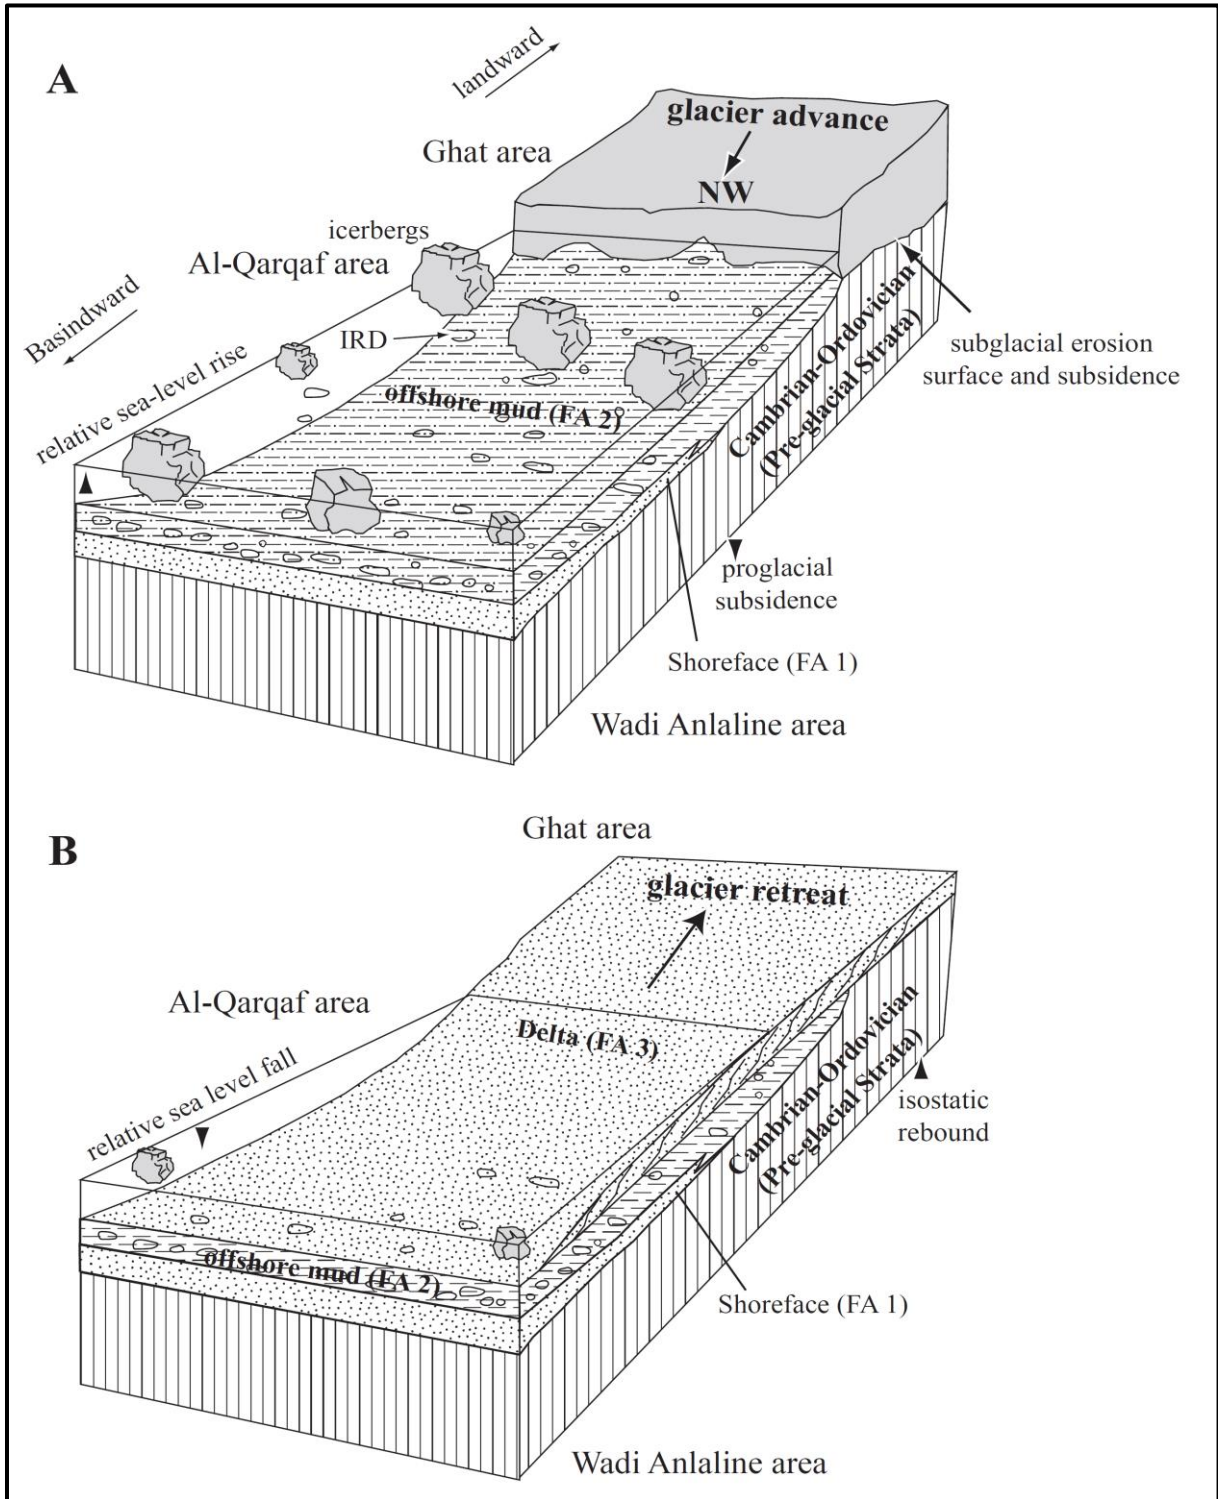 A
landward
glacier advance
NW
Ghat area
icerbergs
Al-Qarqaf area
Basindward
IRD
relative sea-level rise
offshore mud (FA 2)
Cambrian-Ordovician
(Pre-glacial Strata)
subglacial erosion
surface and subsidence
proglacial
subsidence
Shoreface (FA 1)
Wadi Anlaline area
B
Ghat area
glacier retreat
Al-Qarqaf area
Delta (FA 3)
relative sea level fall
Cambrian-Ordovician
(Pre-glacial Strata)
isostatic
rebound
offshore mud (FA 2)
Shoreface (FA 1)
Wadi Anlaline area